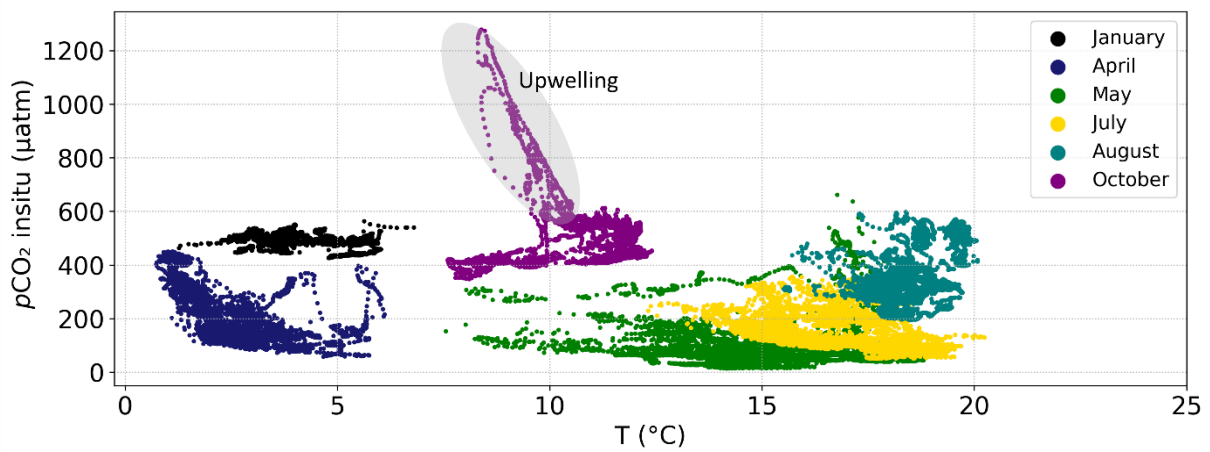 1200
1000
800
600
400
200
0
pCO₂ insitu (µatm)
Upwelling
January
April
May
July
August
October
0 5 10 15 20 25
T (°C)